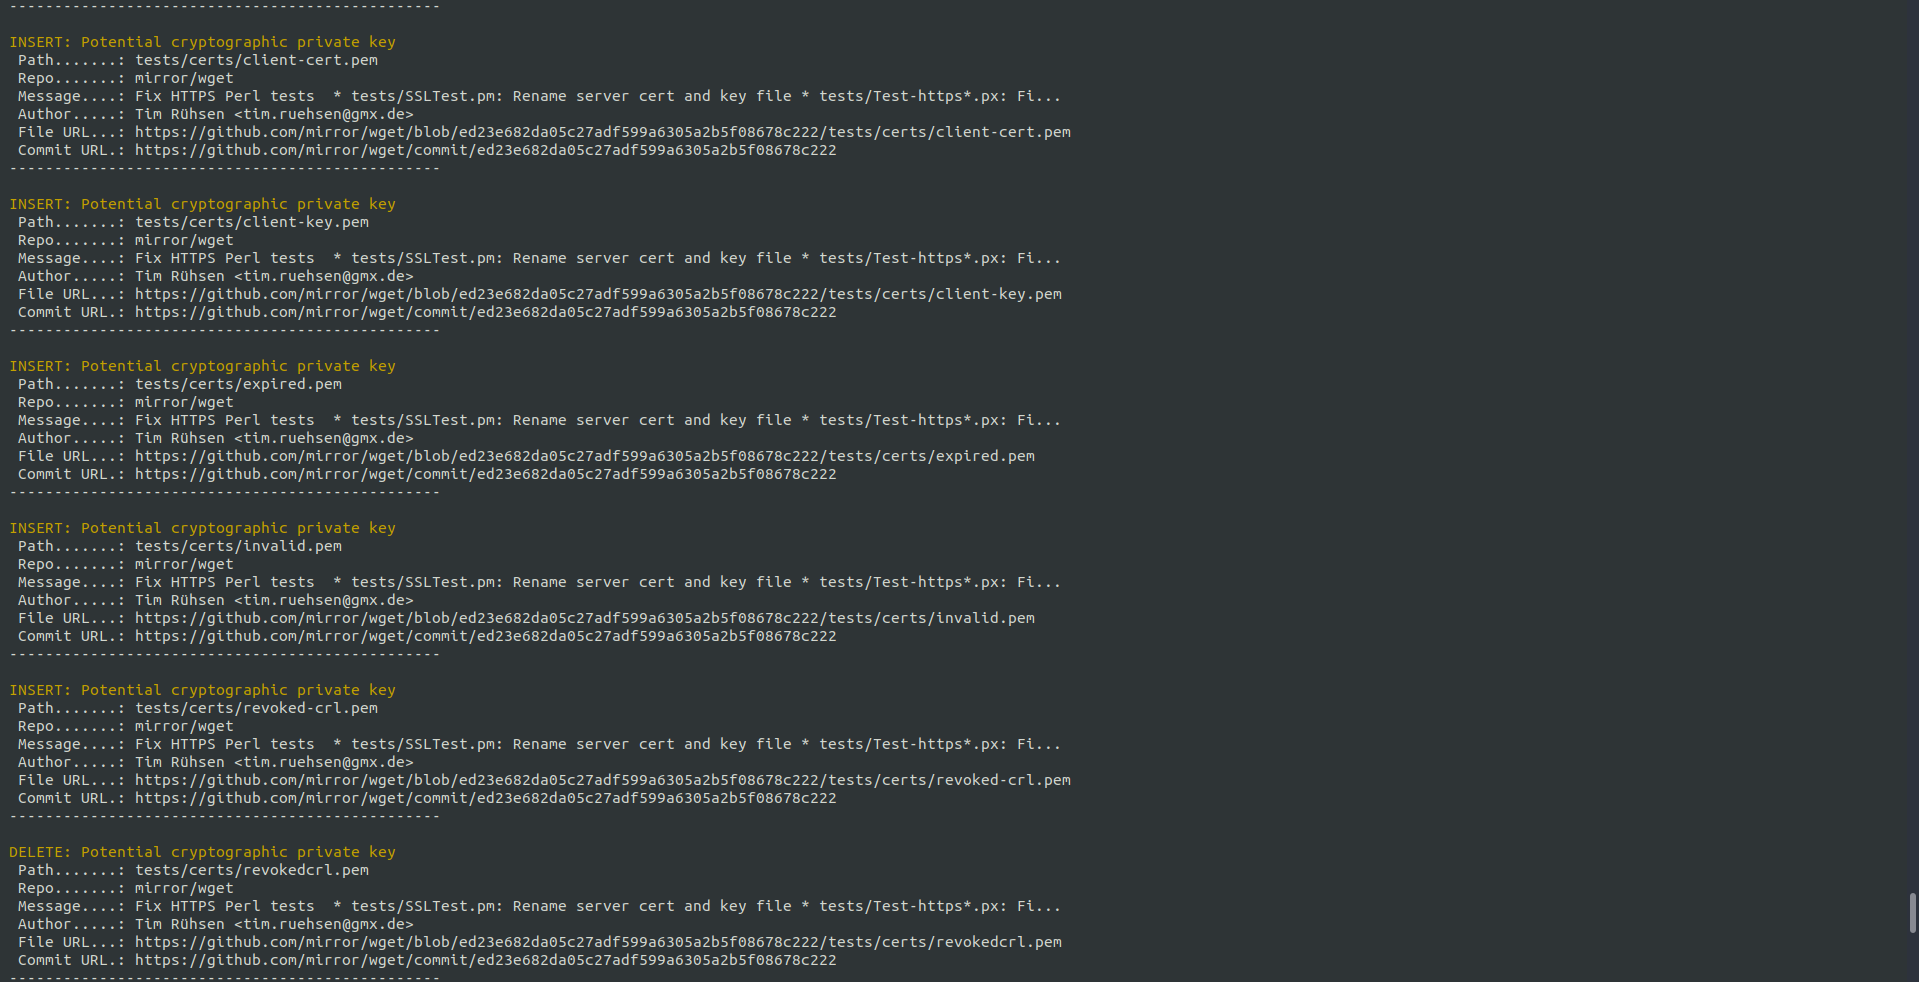 ------------------------------------------------
INSERT: Potential cryptographic private key
Path.......: tests/certs/client-cert.pem
Repo.......: mirror/wget
Message....: Fix HTTPS Perl tests  * tests/SSLTest.pm: Rename server cert and key file * tests/Test-https*.px: Fi...
Author.....: Tim Rühsen <tim.ruehsen@gmx.de>
File URL...: https://github.com/mirror/wget/blob/ed23e682da05c27adf599a6305a2b5f08678c222/tests/certs/client-cert.pem
Commit URL.: https://github.com/mirror/wget/commit/ed23e682da05c27adf599a6305a2b5f08678c222
------------------------------------------------
INSERT: Potential cryptographic private key
Path.......: tests/certs/client-key.pem
Repo.......: mirror/wget
Message....: Fix HTTPS Perl tests  * tests/SSLTest.pm: Rename server cert and key file * tests/Test-https*.px: Fi...
Author.....: Tim Rühsen <tim.ruehsen@gmx.de>
File URL...: https://github.com/mirror/wget/blob/ed23e682da05c27adf599a6305a2b5f08678c222/tests/certs/client-key.pem
Commit URL.: https://github.com/mirror/wget/commit/ed23e682da05c27adf599a6305a2b5f08678c222
------------------------------------------------
INSERT: Potential cryptographic private key
Path.......: tests/certs/expired.pem
Repo.......: mirror/wget
Message....: Fix HTTPS Perl tests  * tests/SSLTest.pm: Rename server cert and key file * tests/Test-https*.px: Fi...
Author.....: Tim Rühsen <tim.ruehsen@gmx.de>
File URL...: https://github.com/mirror/wget/blob/ed23e682da05c27adf599a6305a2b5f08678c222/tests/certs/expired.pem
Commit URL.: https://github.com/mirror/wget/commit/ed23e682da05c27adf599a6305a2b5f08678c222
------------------------------------------------
INSERT: Potential cryptographic private key
Path.......: tests/certs/invalid.pem
Repo.......: mirror/wget
Message....: Fix HTTPS Perl tests  * tests/SSLTest.pm: Rename server cert and key file * tests/Test-https*.px: Fi...
Author.....: Tim Rühsen <tim.ruehsen@gmx.de>
File URL...: https://github.com/mirror/wget/blob/ed23e682da05c27adf599a6305a2b5f08678c222/tests/certs/invalid.pem
Commit URL.: https://github.com/mirror/wget/commit/ed23e682da05c27adf599a6305a2b5f08678c222
------------------------------------------------
INSERT: Potential cryptographic private key
Path.......: tests/certs/revoked-crl.pem
Repo.......: mirror/wget
Message....: Fix HTTPS Perl tests  * tests/SSLTest.pm: Rename server cert and key file * tests/Test-https*.px: Fi...
Author.....: Tim Rühsen <tim.ruehsen@gmx.de>
File URL...: https://github.com/mirror/wget/blob/ed23e682da05c27adf599a6305a2b5f08678c222/tests/certs/revoked-crl.pem
Commit URL.: https://github.com/mirror/wget/commit/ed23e682da05c27adf599a6305a2b5f08678c222
------------------------------------------------
DELETE: Potential cryptographic private key
Path.......: tests/certs/revokedcrl.pem
Repo.......: mirror/wget
Message....: Fix HTTPS Perl tests  * tests/SSLTest.pm: Rename server cert and key file * tests/Test-https*.px: Fi...
Author.....: Tim Rühsen <tim.ruehsen@gmx.de>
File URL...: https://github.com/mirror/wget/blob/ed23e682da05c27adf599a6305a2b5f08678c222/tests/certs/revokedcrl.pem
Commit URL.: https://github.com/mirror/wget/commit/ed23e682da05c27adf599a6305a2b5f08678c222
------------------------------------------------